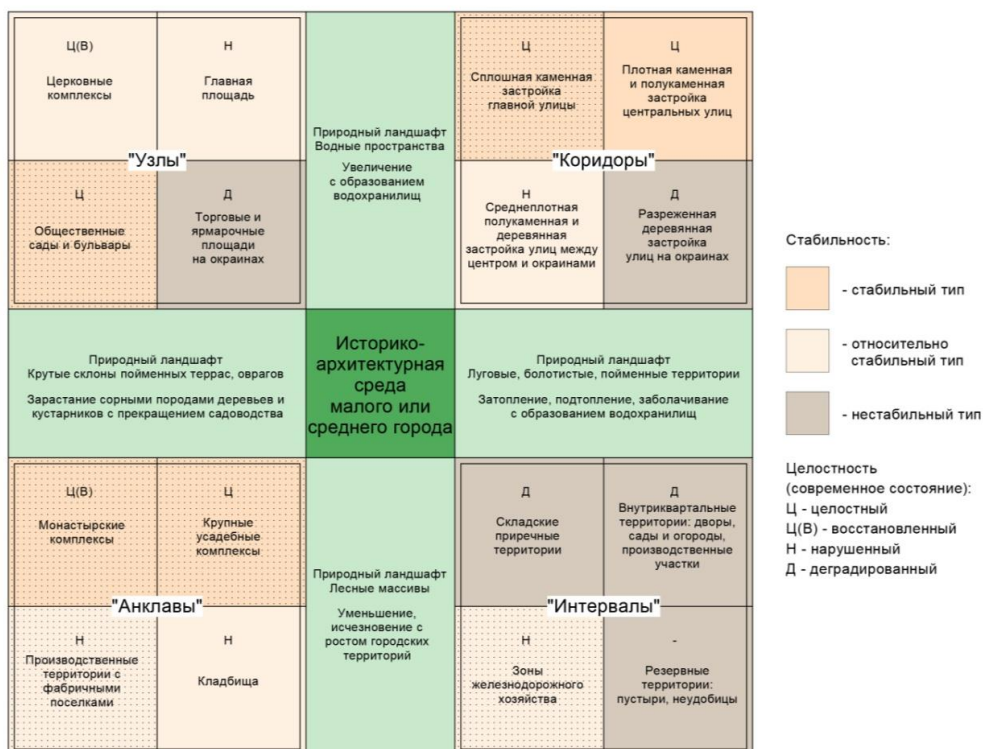 Ц(В)
Церковные
комплексы
Н
Главная
площадь
"Узлы"
Ц
Общественные
сады и бульвары
Д
Торговые и
ярмарочные
площади
на окраинах
Природный ландшафт
Водные пространства
Увеличение
с образованием
водохранилищ
Ц
Сплошная каменная
застройка
главной улицы
Ц
Плотная каменная
и полукаменная
застройка
центральных улиц
"Коридоры"
Н
Среднеплотная
полукаменная и
деревянная
застройка улиц между
центром и окраинами
Д
Разреженная
деревянная
застройка
улиц на окраинах
Природный ландшафт
Крутые склоны пойменных террас, оврагов
Зарастание сорными породами деревьев и
кустарников с прекращением садоводства
Историко-
архитектурная
среда
малого или
среднего города
Природный ландшафт
Луговые, болотистые, пойменные территории
Затопление, подтопление, заболачивание
с образованием водохранилищ
Ц(В)
Монастырские
комплексы
Ц
Крупные
усадебные
комплексы
"Анклавы"
Н
Производственные
территории с
фабричными
поселками
Н
Кладбища
Природный ландшафт
Лесные массивы
Уменьшение,
исчезновение с
ростом городских
территорий
Д
Складские
приречные
территории
Д
Внутриквартальные
территории: дворы,
сады и огороды,
производственные
участки
"Интервалы"
Н
Зоны
железнодорожного
хозяйства
-
Резервные
территории:
пустыри, неудобицы
Стабильность:
- стабильный тип
- относительно
стабильный тип
- нестабильный тип
Целостность
(современное состояние):
Ц - целостный
Ц(В) - восстановленный
Н - нарушенный
Д - деградированный